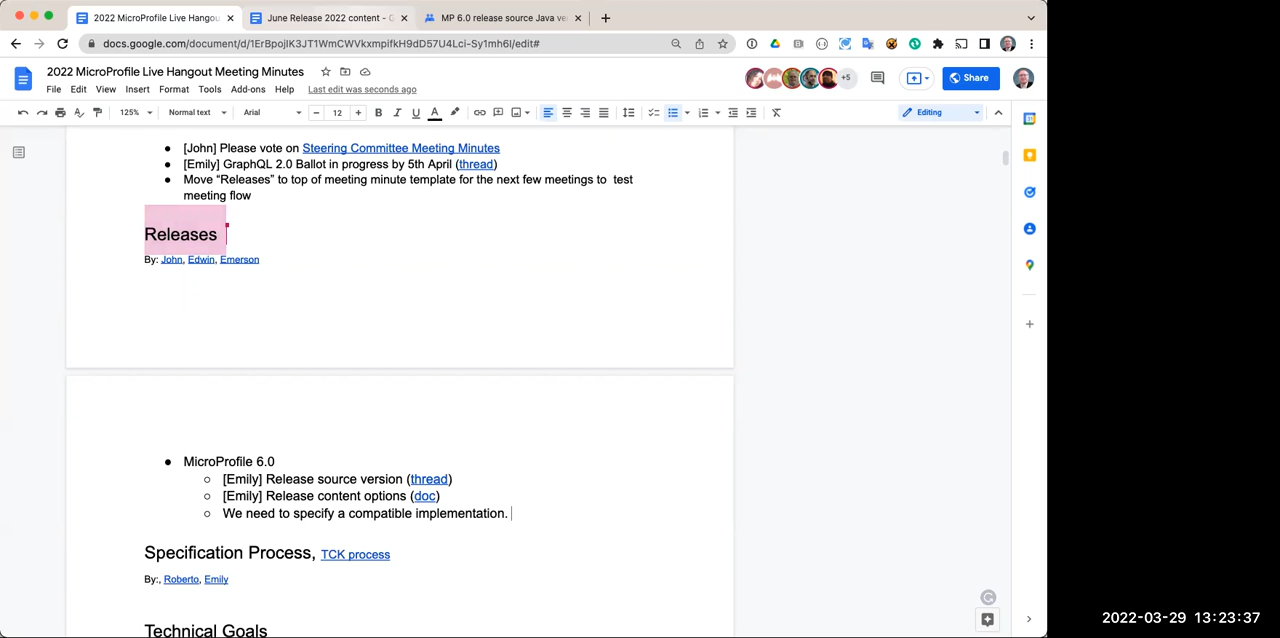 2022 MicroProfile Live Hangou
June Release 2022 content - G
MP 6.0 release source Java ve
docs.google.com/document/d/1ErBpojIK3JT1WmCWVkxmpifkH9dD57U4Lci-Sy1mh6I/edit#
2022 MicroProfile Live Hangout Meeting Minutes
+5
Share
File Edit View Insert Format Tools Add-ons Help Last edit was seconds ago
125% Normal text Arial 12 B I U A Editing
[John] Please vote on Steering Committee Meeting Minutes
[Emily] GraphQL 2.0 Ballot in progress by 5th April (thread)
Move “Releases” to top of meeting minute template for the next few meetings to test
meeting flow
Releases
By: John, Edwin, Emerson
MicroProfile 6.0
[Emily] Release source version (thread)
[Emily] Release content options (doc)
We need to specify a compatible implementation.
Specification Process, TCK process
By:, Roberto, Emily
Technical Goals
2022-03-29 13:23:37